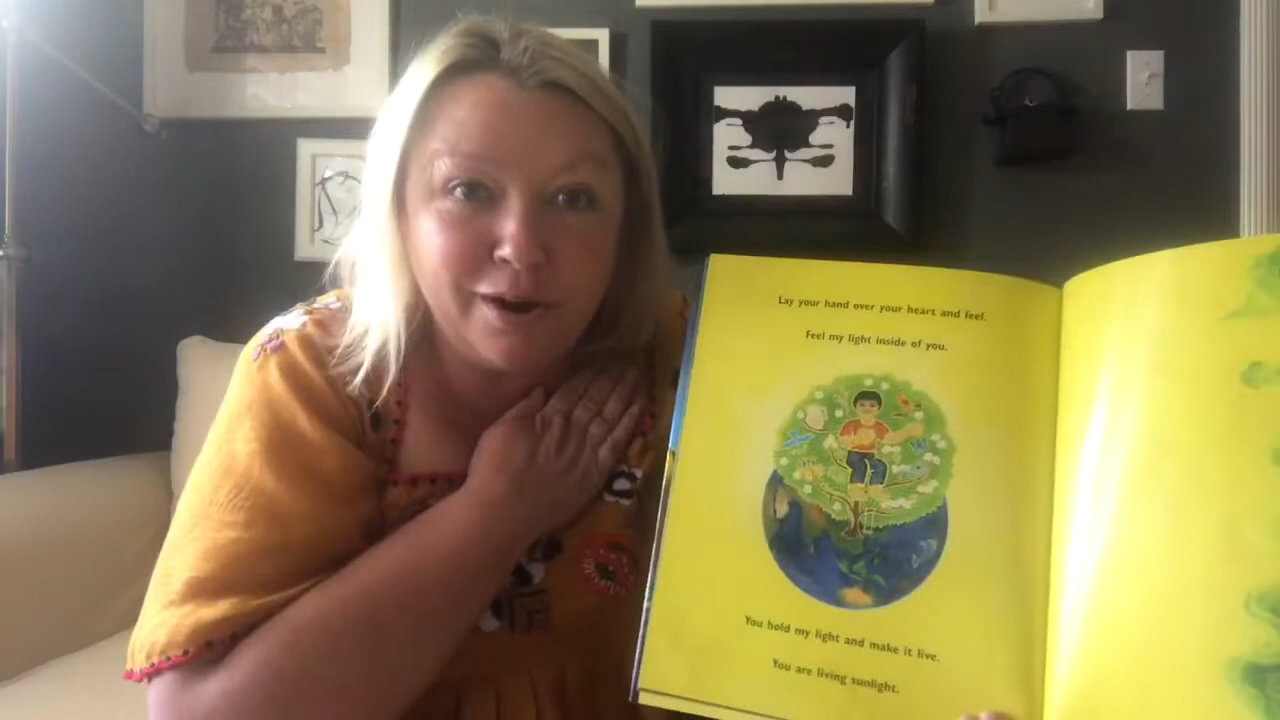 Lay your hand over your heart and feel.
Feel my light inside of you.
You hold my light and make it live.
You are living sunlight.